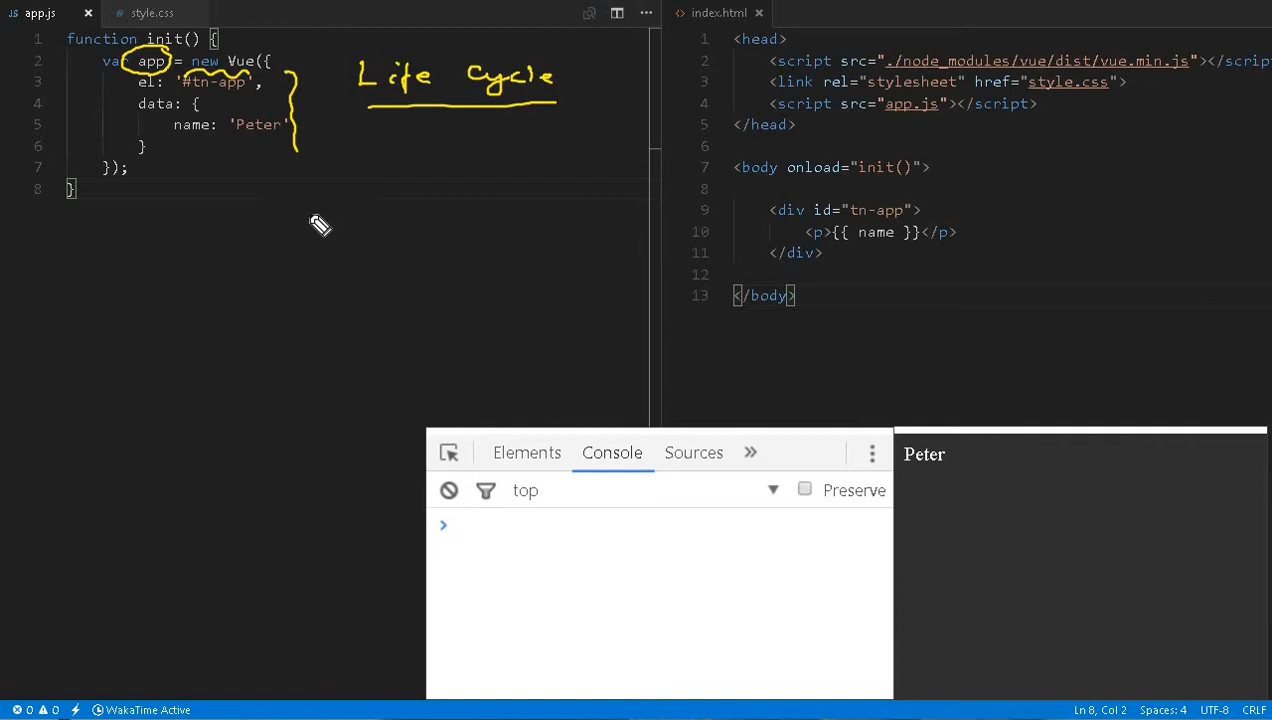 app.js
style.css
index.html
1 function init() {
2 var app = new Vue({
3 el: '#tn-app',
4 data: {
5 name: 'Peter'
6 }
7 });
8 }
Life Cycle
1 <head>
2 <script src="./node_modules/vue/dist/vue.min.js"></scrip
3 <link rel="stylesheet" href="style.css">
4 <script src="app.js"></script>
5 </head>
6
7 <body onload="init()">
8
9 <div id="tn-app">
10 <p>{{ name }}</p>
11 </div>
12
13 </body>
Elements Console Sources »
top Preserve
Peter
0 0 WakaTime Active Ln 8, Col 2 Spaces: 4 UTF-8 CRLF